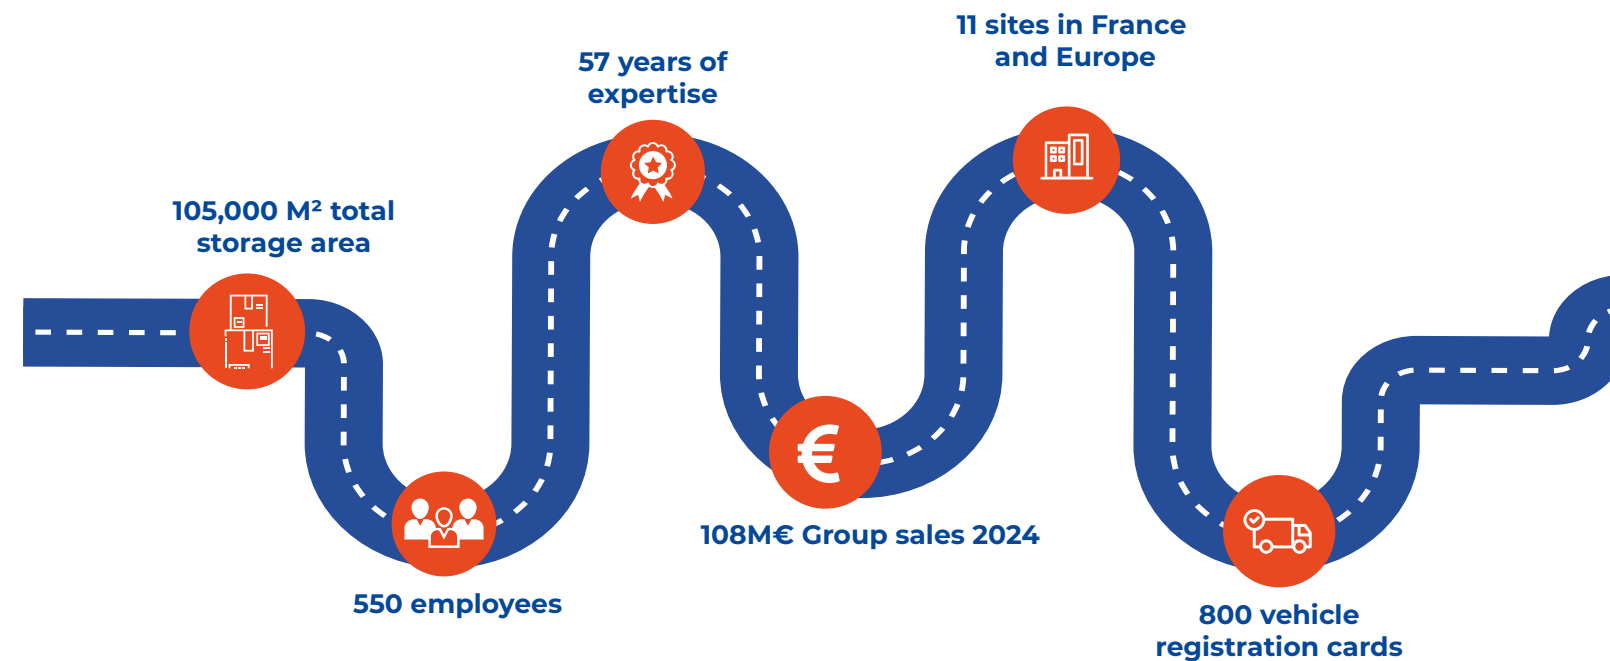 105,000 M² total
storage area
550 employees
57 years of
expertise
€
108M€ Group sales 2024
11 sites in France
and Europe
800 vehicle
registration cards